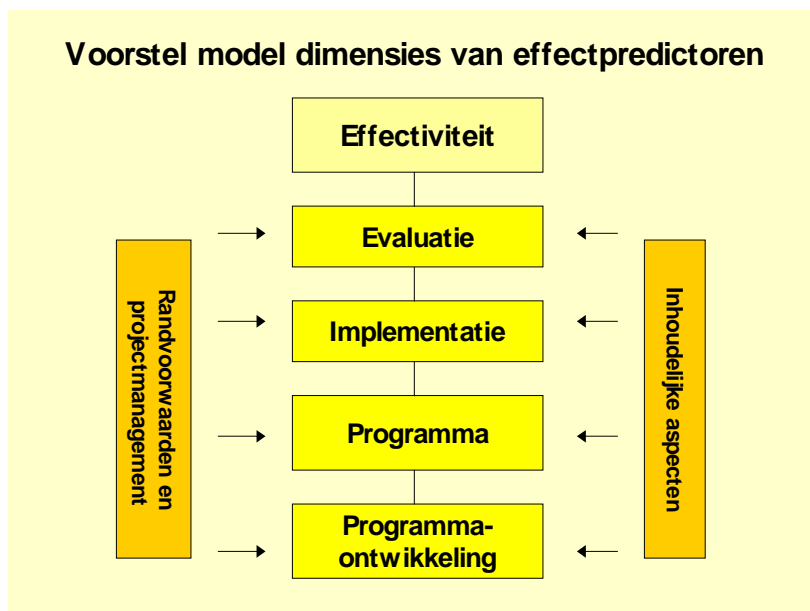 Voorstel model dimensies van effectpredictoren
Effectiviteit
Evaluatie
Implementatie
Programma
Programma-
ontwikkeling
Randvoorwaarden en
projectmanagement
Inhoudelijke aspecten